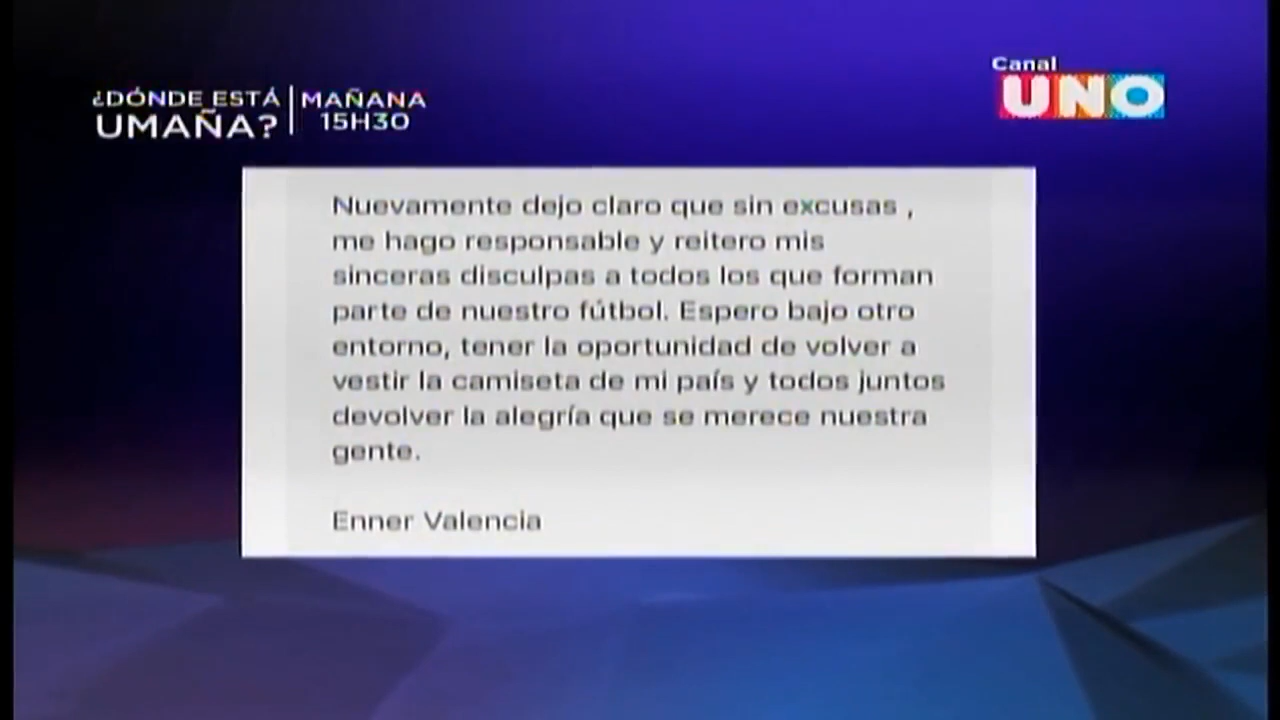 ¿DÓNDE ESTÁ
UMAÑA?
MAÑANA
15H30
Canal
UNO
Nuevamente dejo claro que sin excusas ,
me hago responsable y reitero mis
sinceras disculpas a todos los que forman
parte de nuestro fútbol. Espero bajo otro
entorno, tener la oportunidad de volver a
vestir la camiseta de mi país y todos juntos
devolver la alegría que se merece nuestra
gente.
Enner Valencia